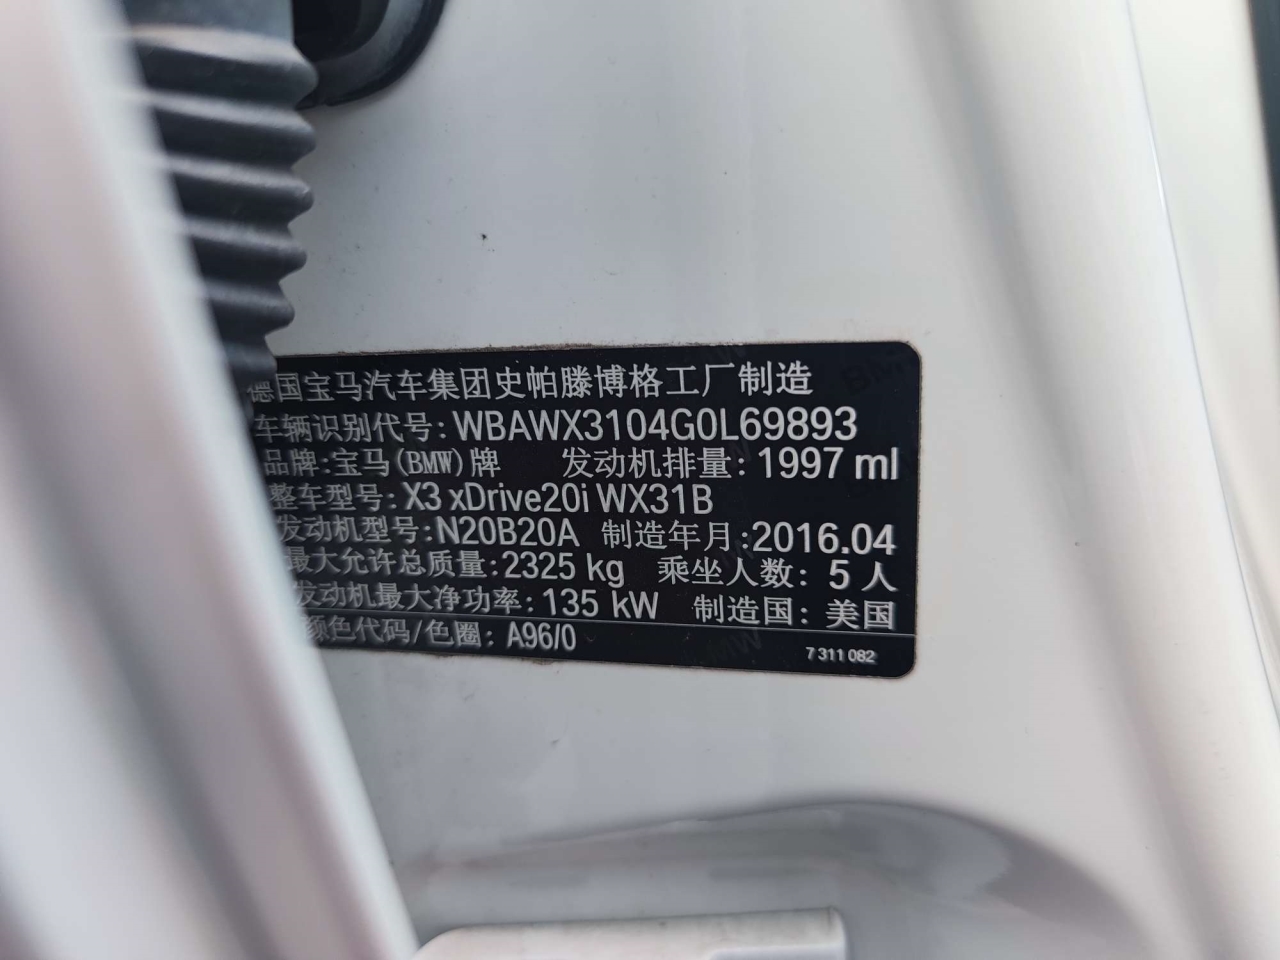 德国宝马汽车集团史帕滕博格工厂制造
车辆识别代号: WBAWX3104G0L69893
品牌: 宝马(BMW)牌 发动机排量: 1997 ml
整车型号: X3 xDrive20i WX31B
发动机型号: N20B20A 制造年月: 2016.04
最大允许总质量: 2325 kg 乘坐人数: 5 人
发动机最大净功率: 135 kW 制造国: 美国
颜色代码/色圈: A96/0
7 311 082